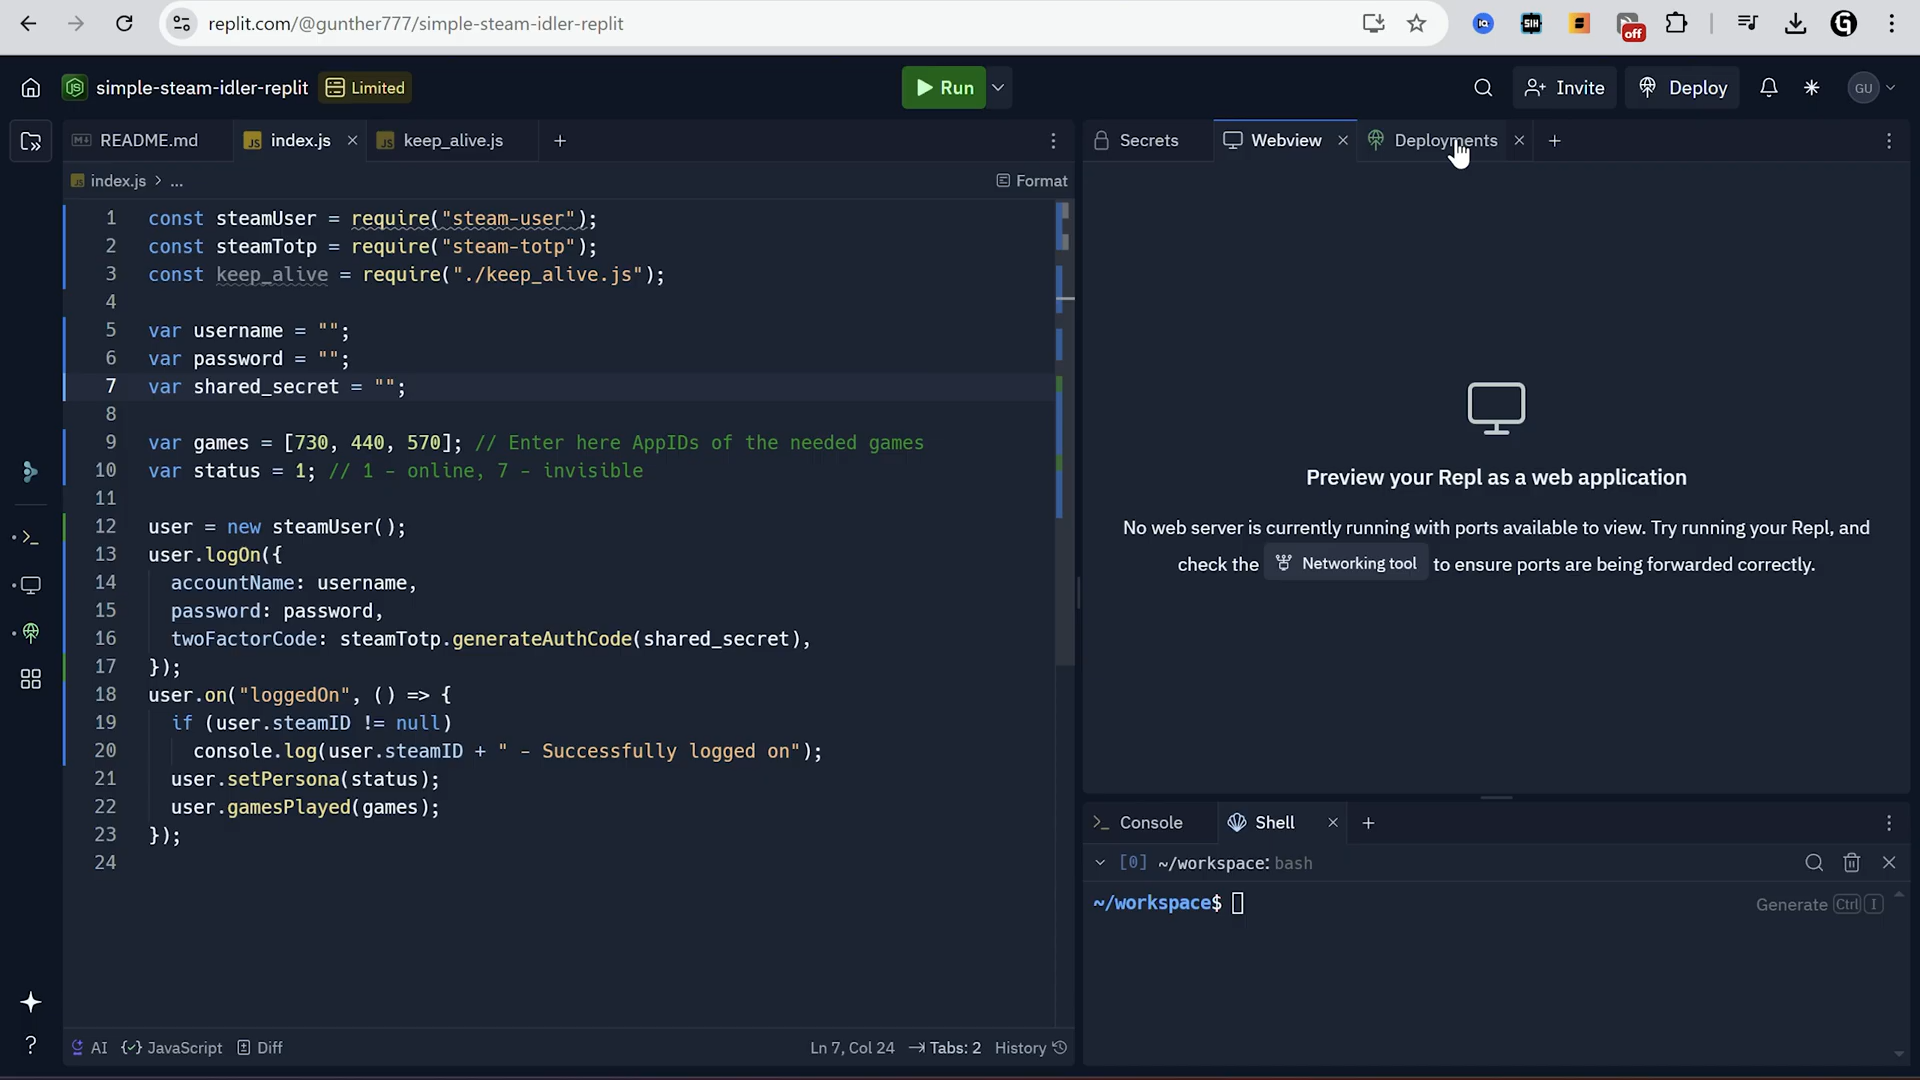 replit.com/@gunther777/simple-steam-idler-replit
SIH
off
simple-steam-idler-replit
Limited
Run
Invite
Deploy
GU
README.md
JS index.js
JS keep_alive.js
Secrets
Webview
Deployments
JS index.js > ...
Format
1 const steamUser = require("steam-user");
2 const steamTotp = require("steam-totp");
3 const keep_alive = require("./keep_alive.js");
4
5 var username = "";
6 var password = "";
7 var shared_secret = "";
8
9 var games = [730, 440, 570]; // Enter here AppIDs of the needed games
10 var status = 1; // 1 - online, 7 - invisible
11
12 user = new steamUser();
13 user.logOn({
14 accountName: username,
15 password: password,
16 twoFactorCode: steamTotp.generateAuthCode(shared_secret),
17 });
18 user.on("loggedOn", () => {
19 if (user.steamID != null)
20 console.log(user.steamID + " - Successfully logged on");
21 user.setPersona(status);
22 user.gamesPlayed(games);
23 });
24
Preview your Repl as a web application
No web server is currently running with ports available to view. Try running your Repl, and
check the Networking tool to ensure ports are being forwarded correctly.
Console
Shell
[0] ~/workspace: bash
~/workspace$
Generate Ctrl I
AI
JavaScript
Diff
Ln 7, Col 24
Tabs: 2
History